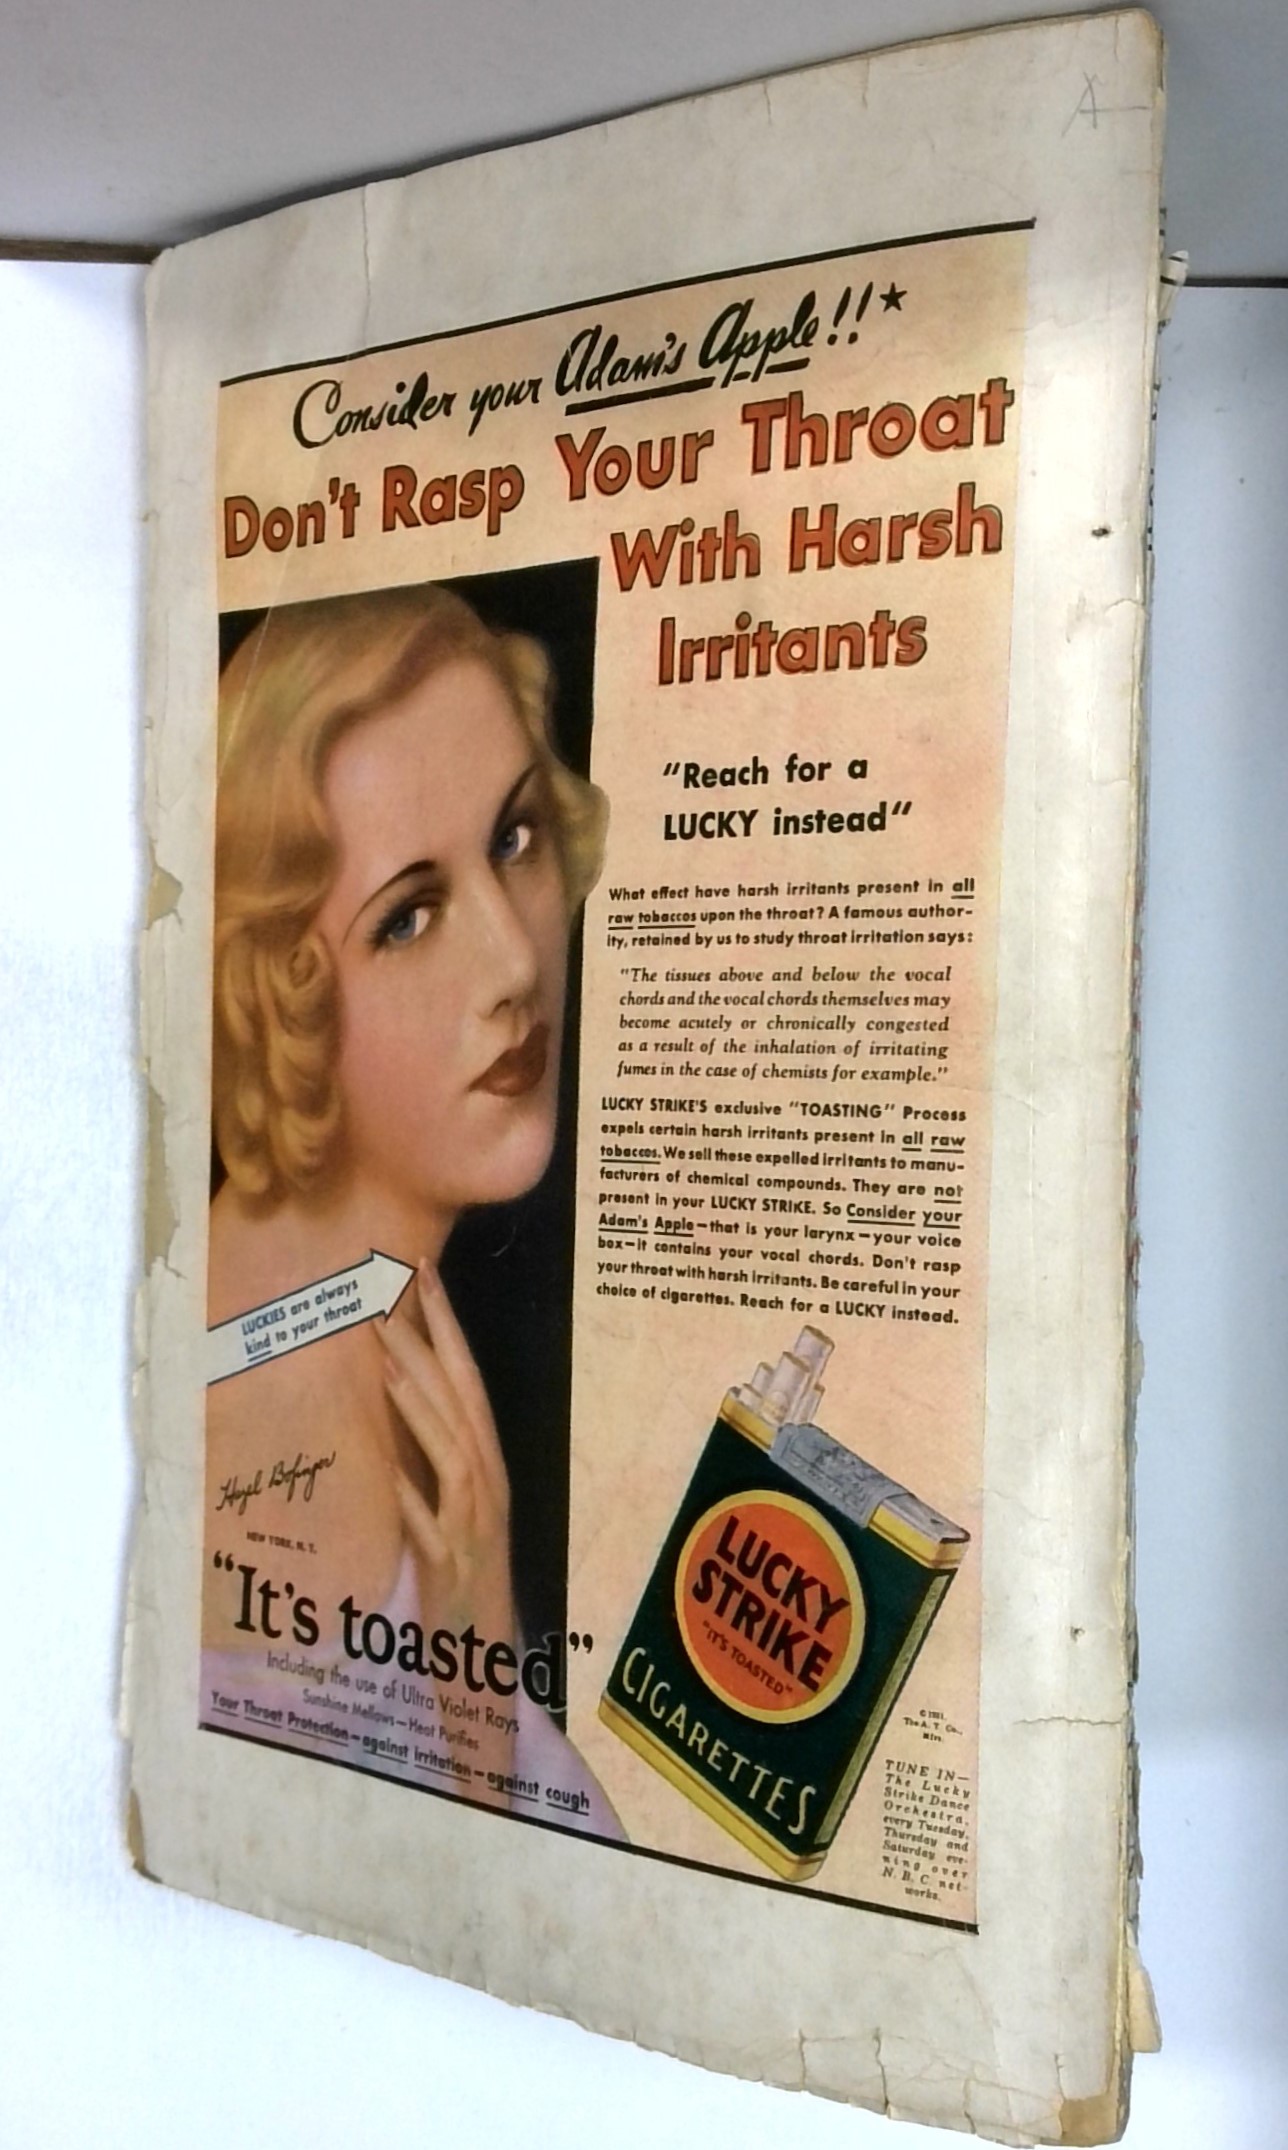 A
Consider your Adam's Apple!!★
Don't Rasp Your Throat
With Harsh
Irritants
"Reach for a
LUCKY instead"
What effect have harsh irritants present in all
raw tobaccos upon the throat? A famous author-
ity, retained by us to study throat irritation says:
"The tissues above and below the vocal
chords and the vocal chords themselves may
become acutely or chronically congested
as a result of the inhalation of irritating
fumes in the case of chemists for example."
LUCKY STRIKE'S exclusive "TOASTING" Process
expels certain harsh irritants present in all raw
tobaccos. We sell these expelled irritants to manu-
facturers of chemical compounds. They are not
present in your LUCKY STRIKE. So Consider your
Adam's Apple—that is your larynx—your voice
box—it contains your vocal chords. Don't rasp
your throat with harsh irritants. Be careful in your
choice of cigarettes. Reach for a LUCKY instead.
LUCKIES are always
kind to your throat
Hazel Bofinger
NEW YORK, N. Y.
"It's toasted"
Including the use of Ultra Violet Rays
Sunshine Mellows—Heat Purifies
Your Throat Protection—against irritation—against cough
LUCKY
STRIKE
"IT'S TOASTED"
CIGARETTES
© 1931,
The A. T. Co.,
Mfrs.
TUNE IN—
The Lucky
Strike Dance
Orchestra,
every Tuesday,
Thursday and
Saturday eve-
ning over
N. B. C. net-
works.